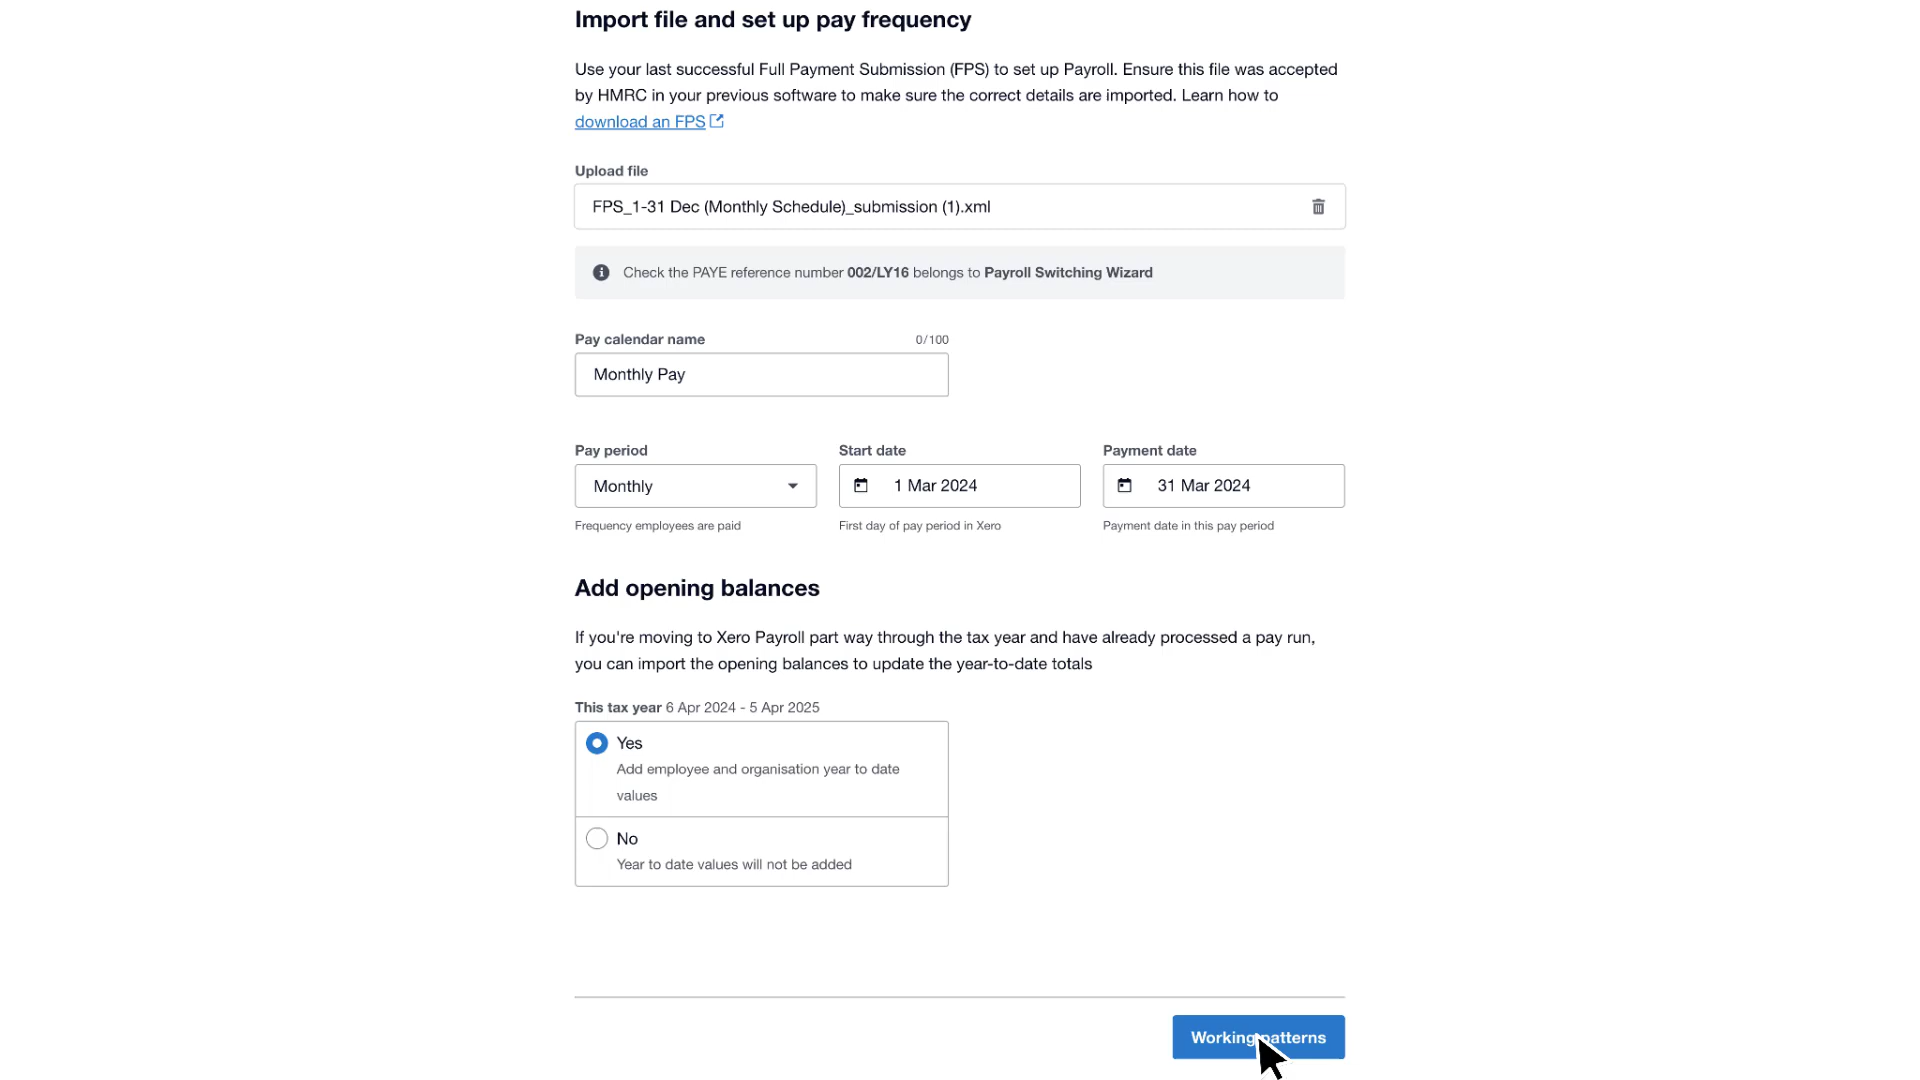 Import file and set up pay frequency
Use your last successful Full Payment Submission (FPS) to set up Payroll. Ensure this file was accepted
by HMRC in your previous software to make sure the correct details are imported. Learn how to
download an FPS
Upload file
FPS_1-31 Dec (Monthly Schedule)_submission (1).xml
Check the PAYE reference number 002/LY16 belongs to Payroll Switching Wizard
Pay calendar name 0/100
Monthly Pay
Pay period Start date Payment date
Monthly 1 Mar 2024 31 Mar 2024
Frequency employees are paid First day of pay period in Xero Payment date in this pay period
Add opening balances
If you're moving to Xero Payroll part way through the tax year and have already processed a pay run,
you can import the opening balances to update the year-to-date totals
This tax year 6 Apr 2024 - 5 Apr 2025
Yes
Add employee and organisation year to date
values
No
Year to date values will not be added
Working patterns